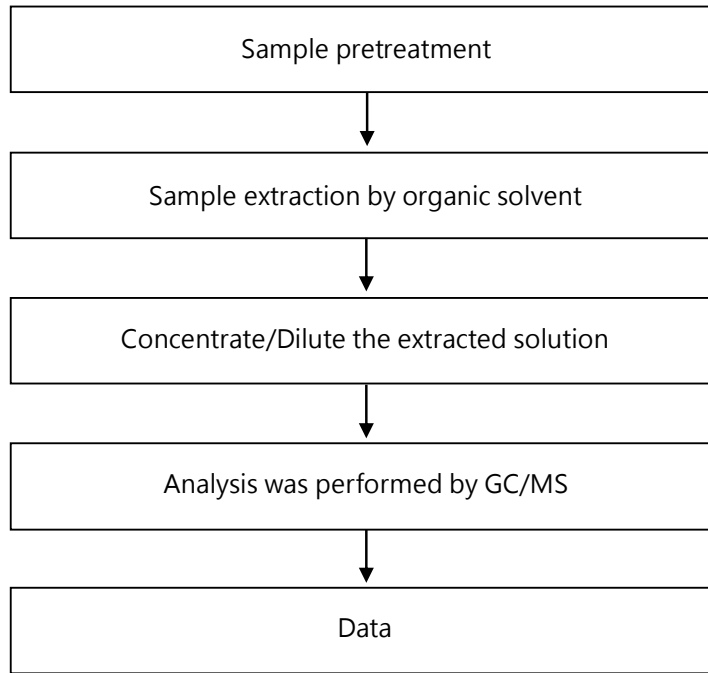 Sample pretreatment
Sample extraction by organic solvent
Concentrate/Dilute the extracted solution
Analysis was performed by GC/MS
Data